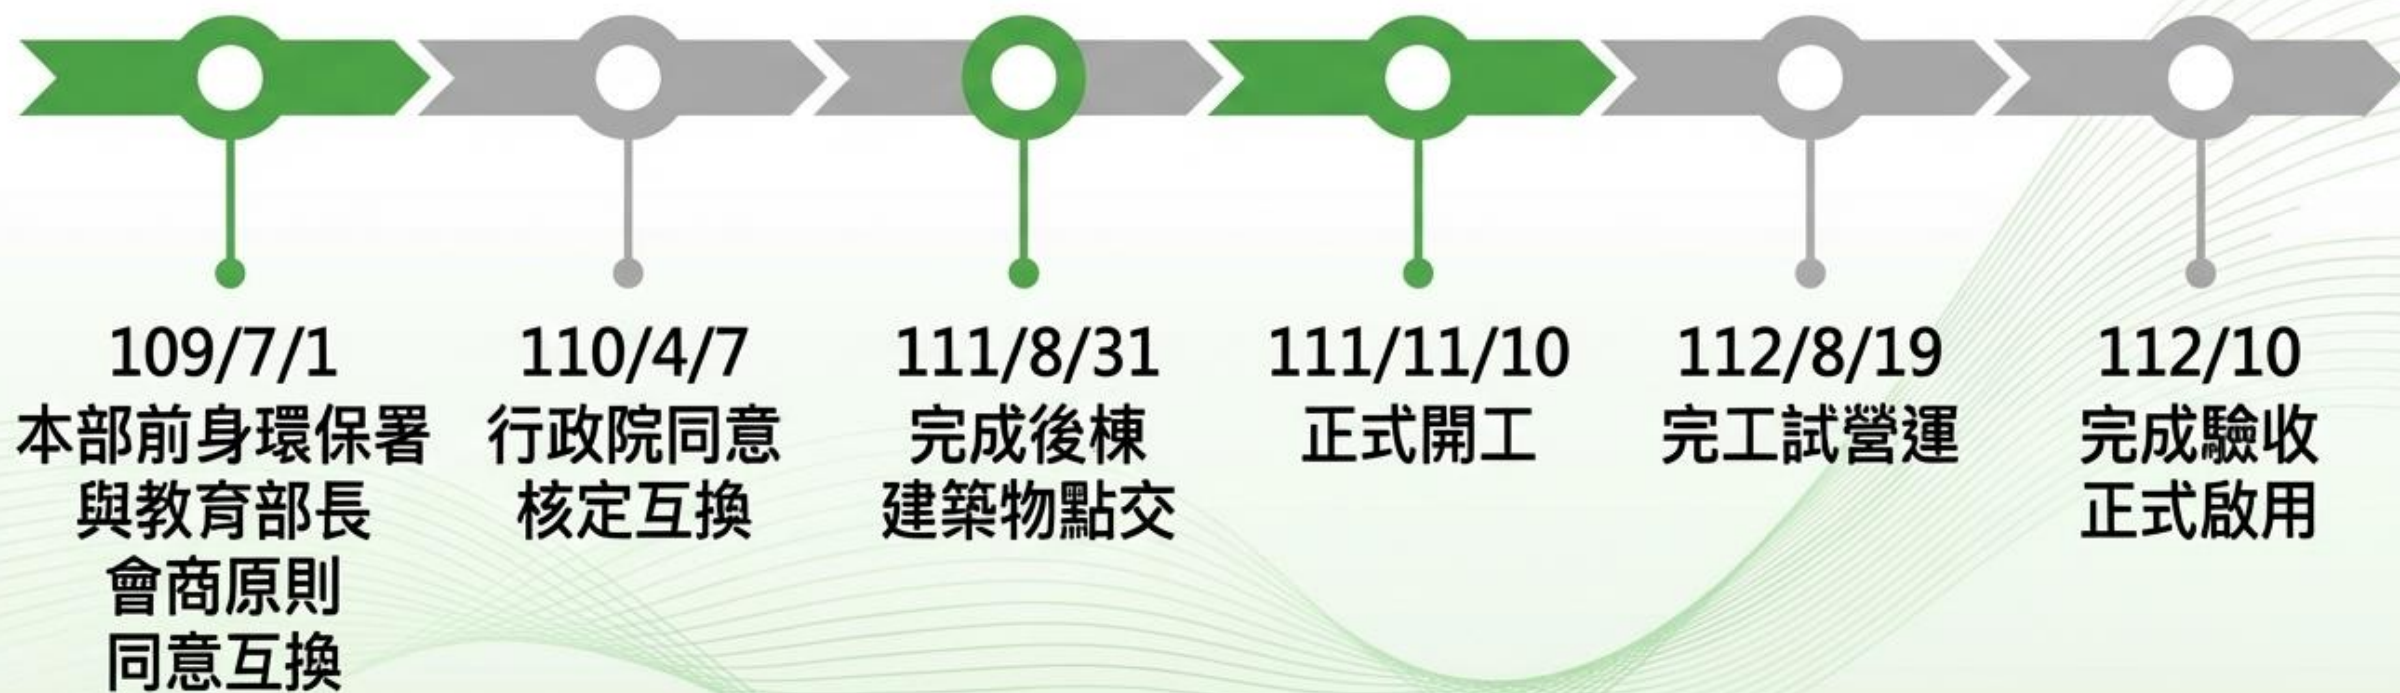 109/7/1
本部前身環保署
與教育部長
會商原則
同意互換
110/4/7
行政院同意
核定互換
111/8/31
完成後棟
建築物點交
111/11/10
正式開工
112/8/19
完工試營運
112/10
完成驗收
正式啟用